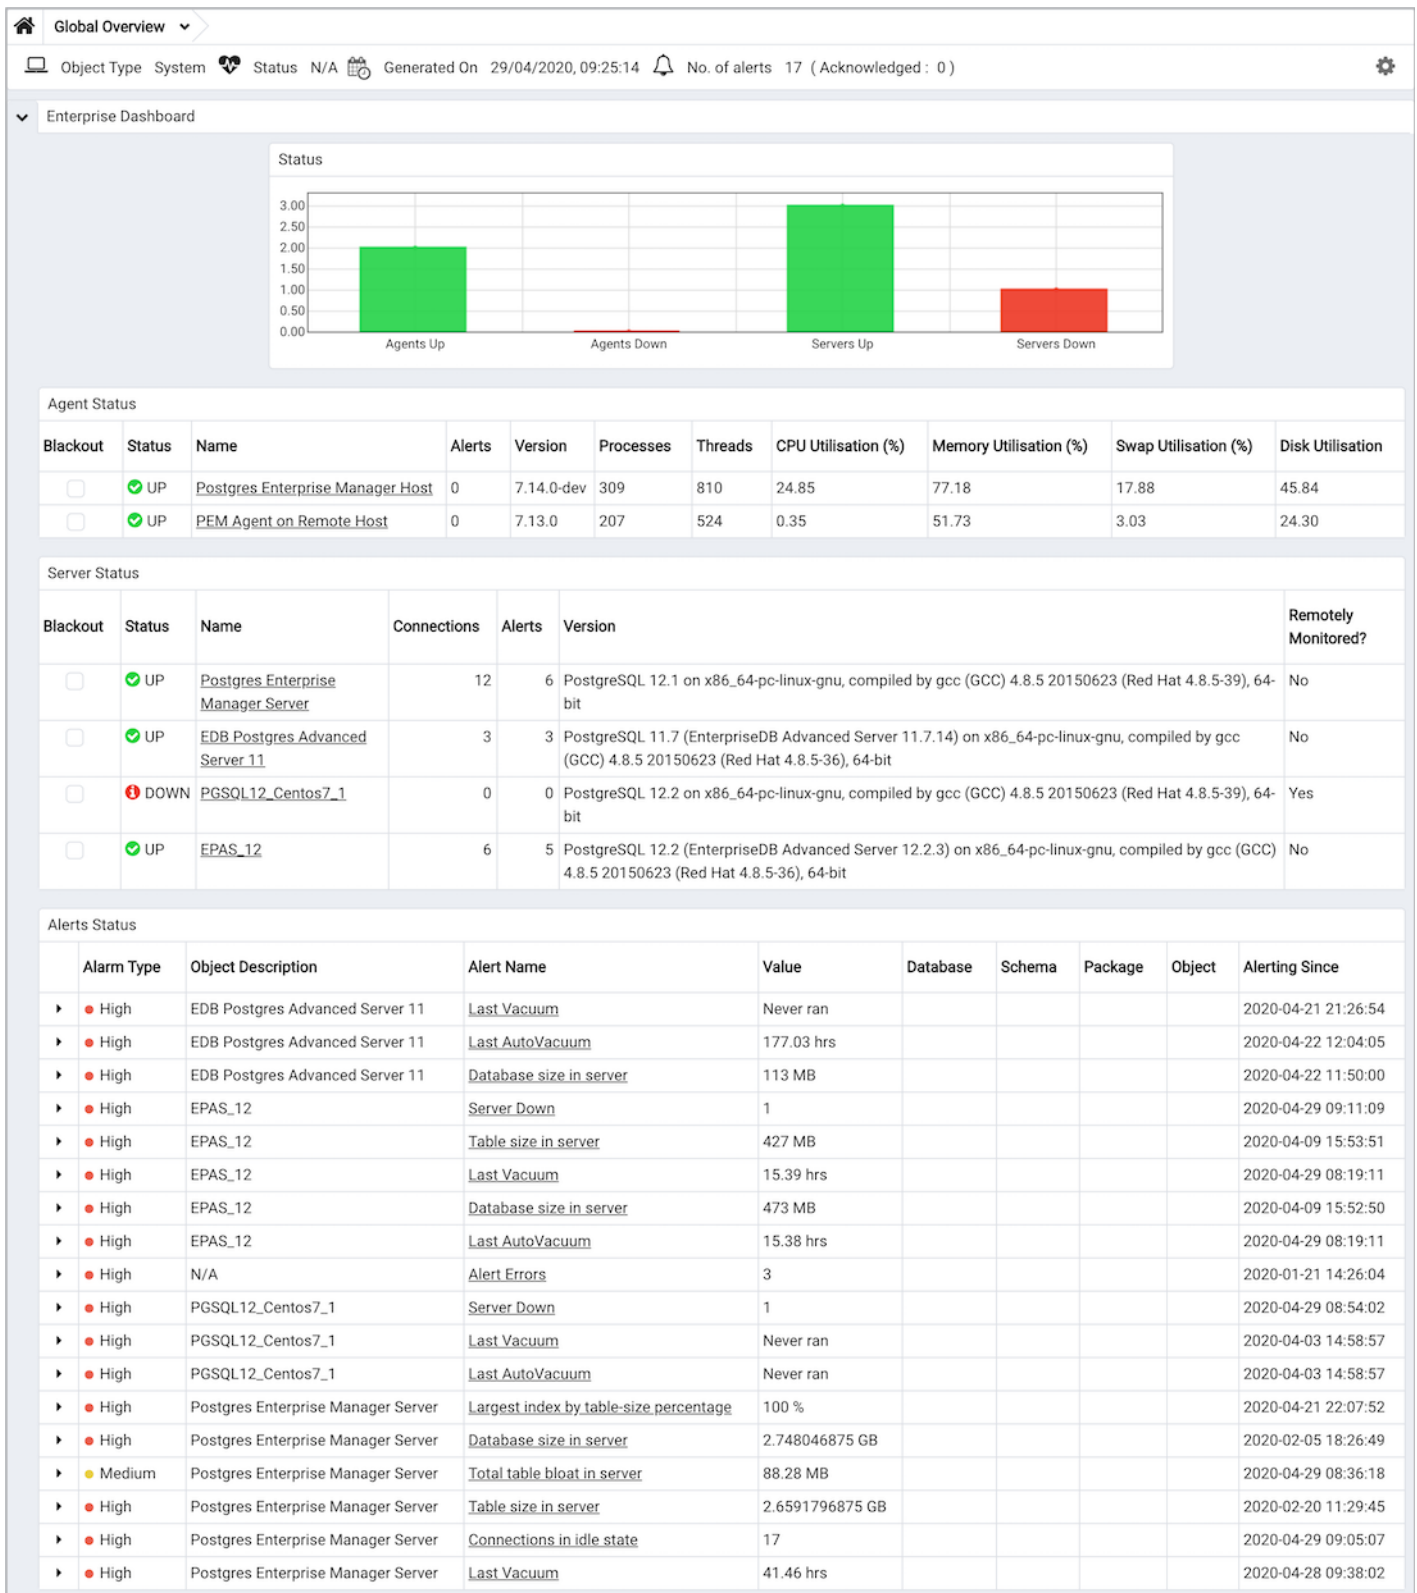 Global Overview
Object Type System Status N/A Generated On 29/04/2020, 09:25:14 No. of alerts 17 ( Acknowledged : 0 )
Enterprise Dashboard
Status
3.00
2.50
2.00
1.50
1.00
0.50
0.00
Agents Up Agents Down Servers Up Servers Down
Agent Status
Blackout Status Name Alerts Version Processes Threads CPU Utilisation (%) Memory Utilisation (%) Swap Utilisation (%) Disk Utilisation
UP Postgres Enterprise Manager Host 0 7.14.0-dev 309 810 24.85 77.18 17.88 45.84
UP PEM Agent on Remote Host 0 7.13.0 207 524 0.35 51.73 3.03 24.30
Server Status
Blackout Status Name Connections Alerts Version Remotely Monitored?
UP Postgres Enterprise Manager Server 12 6 PostgreSQL 12.1 on x86_64-pc-linux-gnu, compiled by gcc (GCC) 4.8.5 20150623 (Red Hat 4.8.5-39), 64-bit No
UP EDB Postgres Advanced Server 11 3 3 PostgreSQL 11.7 (EnterpriseDB Advanced Server 11.7.14) on x86_64-pc-linux-gnu, compiled by gcc (GCC) 4.8.5 20150623 (Red Hat 4.8.5-36), 64-bit No
DOWN PGSQL12_Centos7_1 0 0 PostgreSQL 12.2 on x86_64-pc-linux-gnu, compiled by gcc (GCC) 4.8.5 20150623 (Red Hat 4.8.5-39), 64-bit Yes
UP EPAS_12 6 5 PostgreSQL 12.2 (EnterpriseDB Advanced Server 12.2.3) on x86_64-pc-linux-gnu, compiled by gcc (GCC) 4.8.5 20150623 (Red Hat 4.8.5-36), 64-bit No
Alerts Status
Alarm Type Object Description Alert Name Value Database Schema Package Object Alerting Since
High EDB Postgres Advanced Server 11 Last Vacuum Never ran 2020-04-21 21:26:54
High EDB Postgres Advanced Server 11 Last AutoVacuum 177.03 hrs 2020-04-22 12:04:05
High EDB Postgres Advanced Server 11 Database size in server 113 MB 2020-04-22 11:50:00
High EPAS_12 Server Down 1 2020-04-29 09:11:09
High EPAS_12 Table size in server 427 MB 2020-04-09 15:53:51
High EPAS_12 Last Vacuum 15.39 hrs 2020-04-29 08:19:11
High EPAS_12 Database size in server 473 MB 2020-04-09 15:52:50
High EPAS_12 Last AutoVacuum 15.38 hrs 2020-04-29 08:19:11
High N/A Alert Errors 3 2020-01-21 14:26:04
High PGSQL12_Centos7_1 Server Down 1 2020-04-29 08:54:02
High PGSQL12_Centos7_1 Last Vacuum Never ran 2020-04-03 14:58:57
High PGSQL12_Centos7_1 Last AutoVacuum Never ran 2020-04-03 14:58:57
High Postgres Enterprise Manager Server Largest index by table-size percentage 100 % 2020-04-21 22:07:52
High Postgres Enterprise Manager Server Database size in server 2.748046875 GB 2020-02-05 18:26:49
Medium Postgres Enterprise Manager Server Total table bloat in server 88.28 MB 2020-04-29 08:36:18
High Postgres Enterprise Manager Server Table size in server 2.6591796875 GB 2020-02-20 11:29:45
High Postgres Enterprise Manager Server Connections in idle state 17 2020-04-29 09:05:07
High Postgres Enterprise Manager Server Last Vacuum 41.46 hrs 2020-04-28 09:38:02